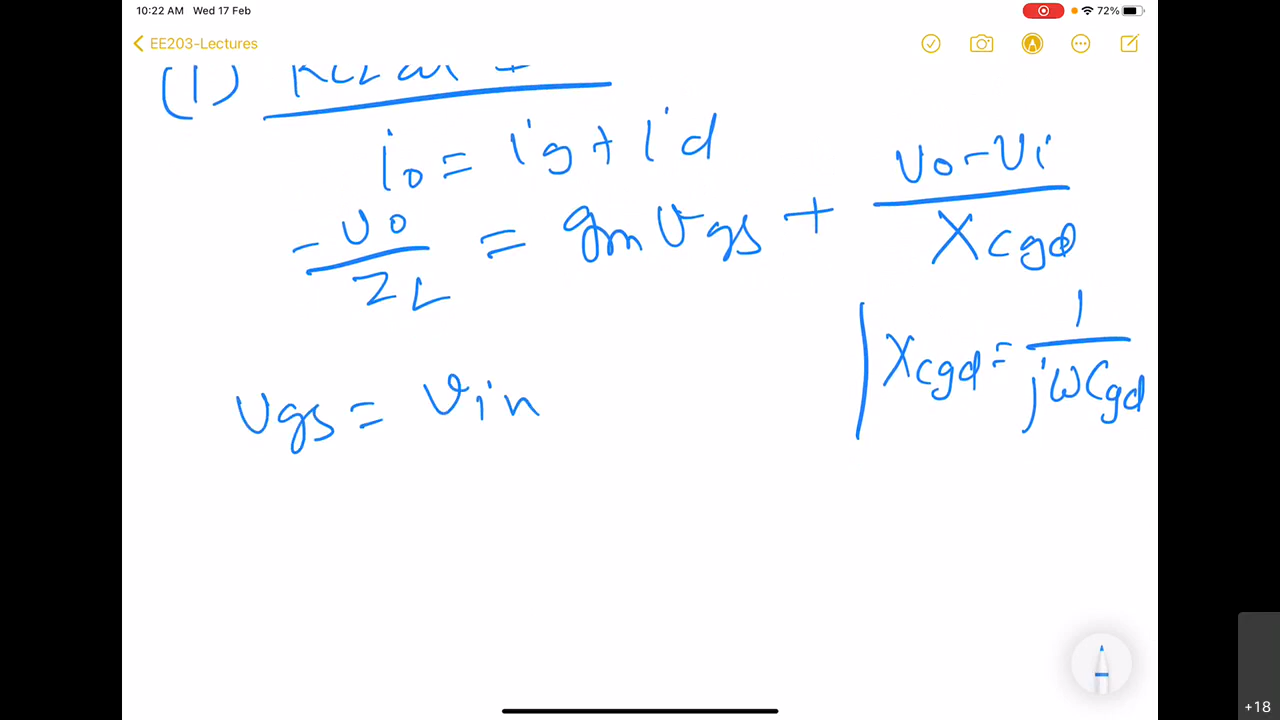 10:22 AM Wed 17 Feb
72%
EE203-Lectures
(1)
io = ig + id
-vo/ZL = gm vgs + vo-vi/Xcgd
Xcgd = 1/jωCgd
vgs = vin
+18